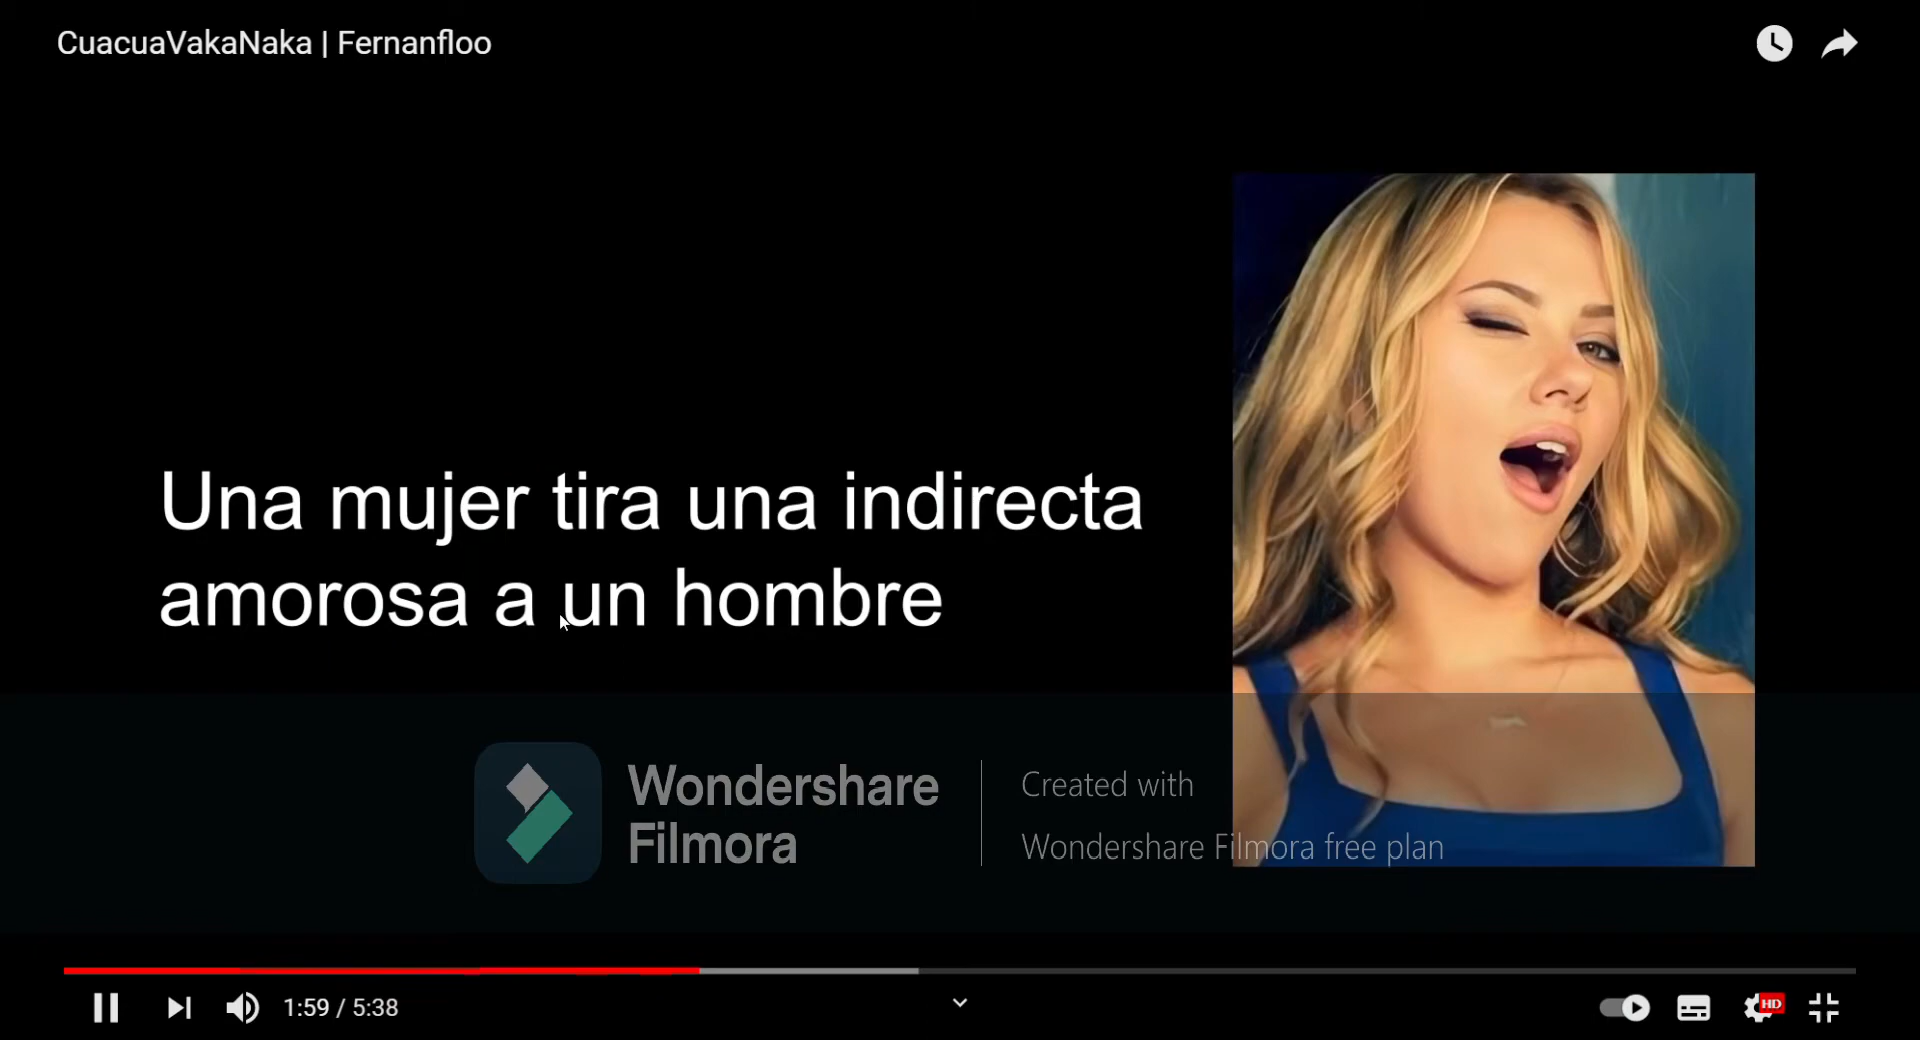 CuacuaVakaNaka | Fernanfloo
Una mujer tira una indirecta
amorosa a un hombre
Wondershare
Filmora
Created with
Wondershare Filmora free plan
1:59 / 5:38
HD